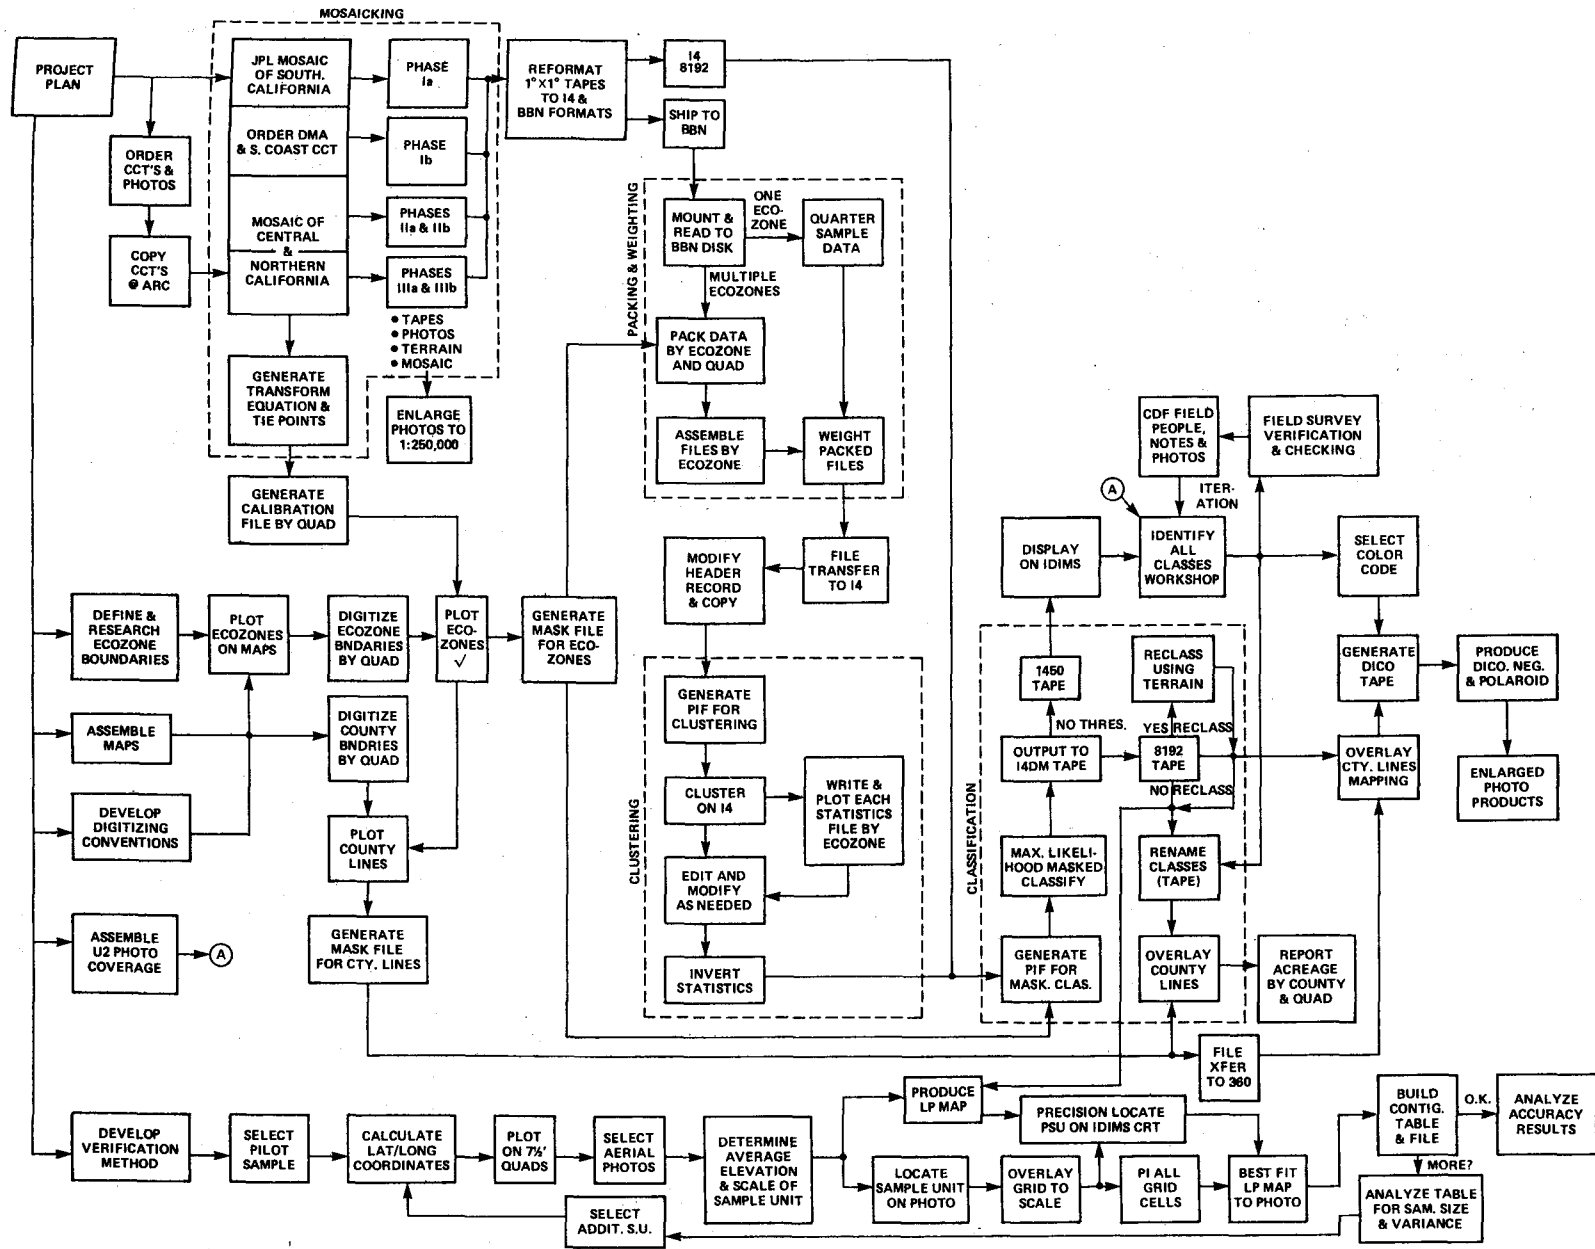 MOSAICKING
PROJECT
PLAN
JPL MOSAIC
OF SOUTH.
CALIFORNIA
PHASE
Ia
REFORMAT
1° X 1° TAPES
TO I4 &
BBN FORMATS
I4
8192
SHIP TO
BBN
ORDER
CCT'S &
PHOTOS
ORDER DMA
& S. COAST CCT
PHASE
Ib
COPY
CCT'S
@ ARC
MOSAIC OF
CENTRAL
&
NORTHERN
CALIFORNIA
PHASES
IIa & IIb
PHASES
IIIa & IIIb
• TAPES
• PHOTOS
• TERRAIN
• MOSAIC
GENERATE
TRANSFORM
EQUATION &
TIE POINTS
ENLARGE
PHOTOS TO
1:250,000
GENERATE
CALIBRATION
FILE BY QUAD
PACKING & WEIGHTING
MOUNT &
READ TO
BBN DISK
ONE
ECO-
ZONE
QUARTER
SAMPLE
DATA
MULTIPLE
ECOZONES
PACK DATA
BY ECOZONE
AND QUAD
ASSEMBLE
FILES BY
ECOZONE
WEIGHT
PACKED
FILES
MODIFY
HEADER
RECORD
& COPY
FILE
TRANSFER
TO I4
DEFINE &
RESEARCH
ECOZONE
BOUNDARIES
PLOT
ECOZONES
ON MAPS
DIGITIZE
ECOZONE
BNDARIES
BY QUAD
PLOT
ECO-
ZONES
✓
GENERATE
MASK FILE
FOR ECO-
ZONES
ASSEMBLE
MAPS
DIGITIZE
COUNTY
BNDRIES
BY QUAD
DEVELOP
DIGITIZING
CONVENTIONS
PLOT
COUNTY
LINES
ASSEMBLE
U2 PHOTO
COVERAGE
A
GENERATE
MASK FILE
FOR CTY. LINES
CLUSTERING
GENERATE
PIF FOR
CLUSTERING
CLUSTER
ON I4
WRITE &
PLOT EACH
STATISTICS
FILE BY
ECOZONE
EDIT AND
MODIFY
AS NEEDED
INVERT
STATISTICS
CDF FIELD
PEOPLE,
NOTES &
PHOTOS
FIELD SURVEY
VERIFICATION
& CHECKING
A
ITER-
ATION
DISPLAY
ON IDIMS
IDENTIFY
ALL
CLASSES
WORKSHOP
SELECT
COLOR
CODE
CLASSIFICATION
1450
TAPE
RECLASS
USING
TERRAIN
GENERATE
DICO
TAPE
PRODUCE
DICO. NEG.
& POLAROID
NO THRES.
YES RECLASS
OUTPUT TO
I4DM TAPE
8192
TAPE
OVERLAY
CTY. LINES
MAPPING
ENLARGED
PHOTO
PRODUCTS
NO RECLASS
MAX. LIKELI-
HOOD MASKED
CLASSIFY
RENAME
CLASSES
(TAPE)
GENERATE
PIF FOR
MASK. CLAS.
OVERLAY
COUNTY
LINES
REPORT
ACREAGE
BY COUNTY
& QUAD
FILE
XFER
TO 360
DEVELOP
VERIFICATION
METHOD
SELECT
PILOT
SAMPLE
CALCULATE
LAT/LONG
COORDINATES
PLOT
ON 7½'
QUADS
SELECT
AERIAL
PHOTOS
DETERMINE
AVERAGE
ELEVATION
& SCALE OF
SAMPLE UNIT
PRODUCE
LP MAP
PRECISION LOCATE
PSU ON IDIMS CRT
BUILD
CONTIG.
TABLE
& FILE
O.K.
ANALYZE
ACCURACY
RESULTS
LOCATE
SAMPLE UNIT
ON PHOTO
OVERLAY
GRID TO
SCALE
PI ALL
GRID
CELLS
BEST FIT
LP MAP
TO PHOTO
MORE?
SELECT
ADDIT. S.U.
ANALYZE TABLE
FOR SAM. SIZE
& VARIANCE